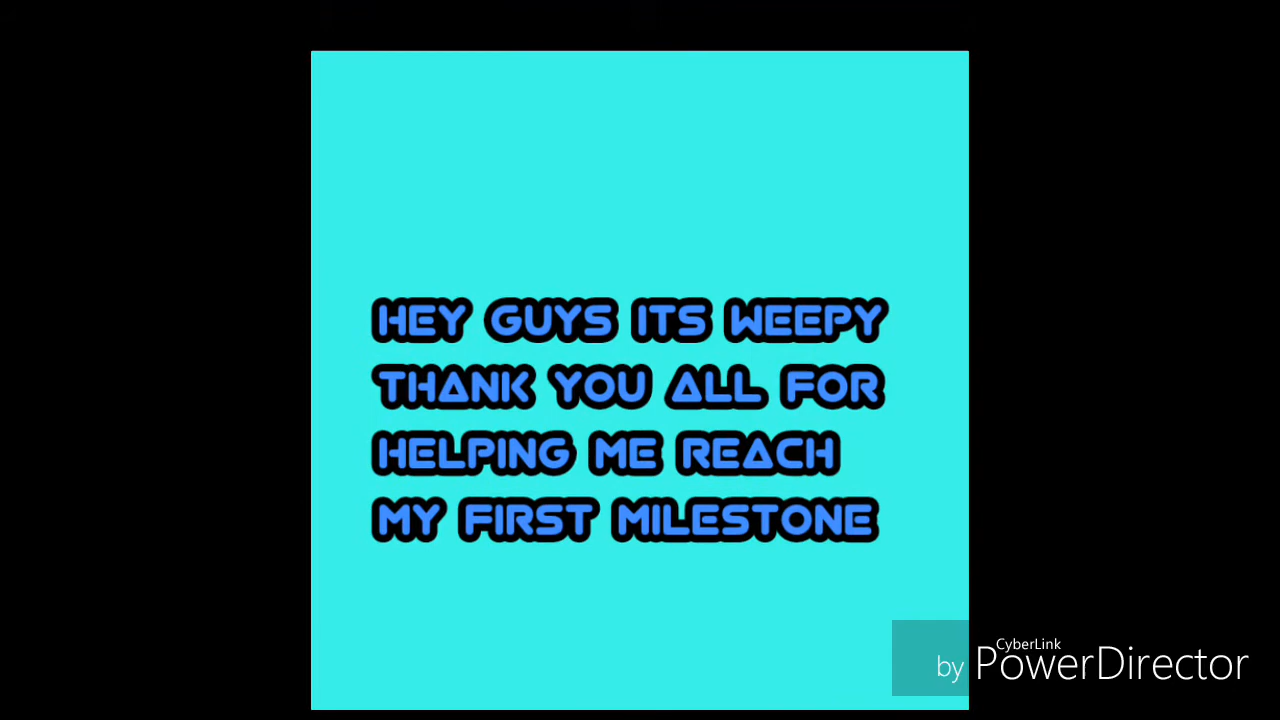 HEY GUYS ITS WEEPY
THANK YOU ALL FOR
HELPING ME REACH
MY FIRST MILESTONE
CyberLink
by PowerDirector